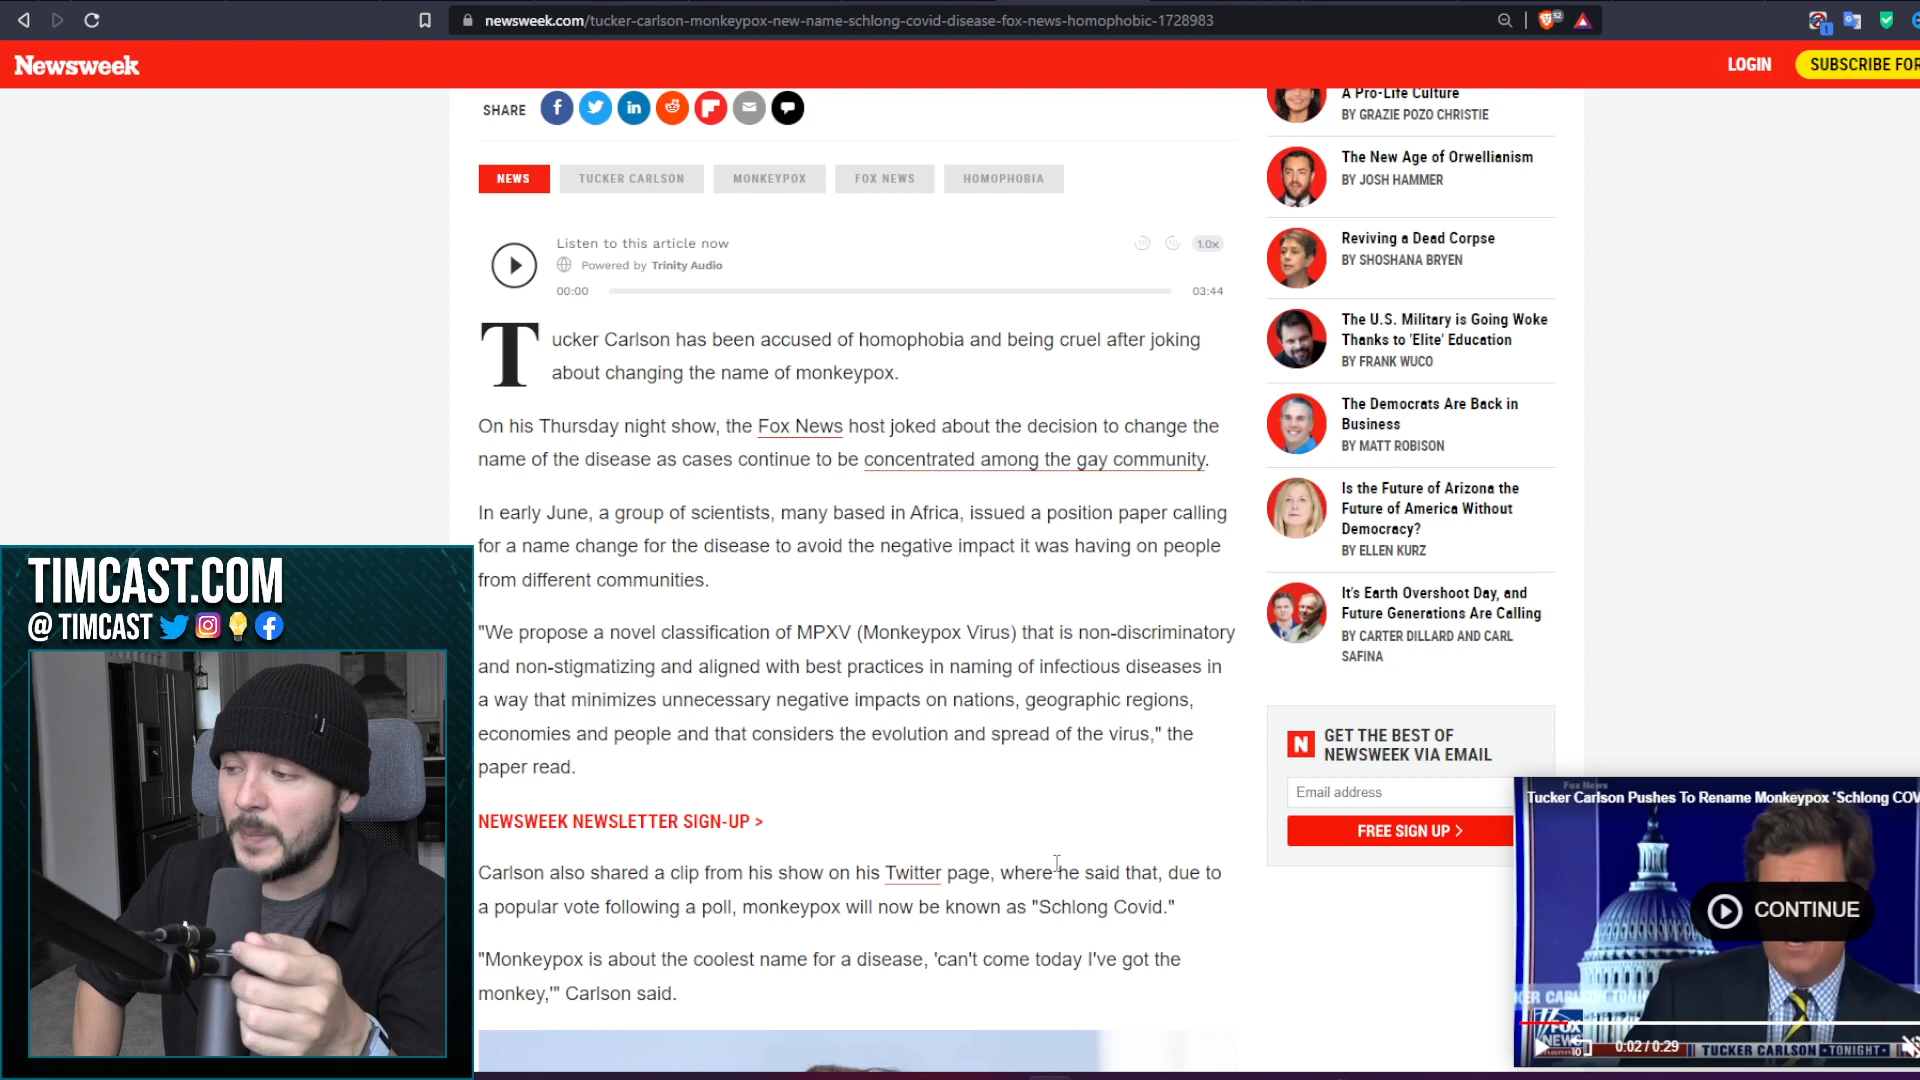 newsweek.com/tucker-carlson-monkeypox-new-name-schlong-covid-disease-fox-news-homophobic-1728983
Newsweek
LOGIN
SUBSCRIBE FOR
SHARE
NEWS
TUCKER CARLSON
MONKEYPOX
FOX NEWS
HOMOPHOBIA
Listen to this article now
Powered by Trinity Audio
10
10
1.0x
00:00
03:44
Tucker Carlson has been accused of homophobia and being cruel after joking
about changing the name of monkeypox.
On his Thursday night show, the Fox News host joked about the decision to change the
name of the disease as cases continue to be concentrated among the gay community.
In early June, a group of scientists, many based in Africa, issued a position paper calling
for a name change for the disease to avoid the negative impact it was having on people
from different communities.
"We propose a novel classification of MPXV (Monkeypox Virus) that is non-discriminatory
and non-stigmatizing and aligned with best practices in naming of infectious diseases in
a way that minimizes unnecessary negative impacts on nations, geographic regions,
economies and people and that considers the evolution and spread of the virus," the
paper read.
NEWSWEEK NEWSLETTER SIGN-UP >
Carlson also shared a clip from his show on his Twitter page, where he said that, due to
a popular vote following a poll, monkeypox will now be known as "Schlong Covid."
"Monkeypox is about the coolest name for a disease, 'can't come today I've got the
monkey,'" Carlson said.
A Pro-Life Culture
BY GRAZIE POZO CHRISTIE
The New Age of Orwellianism
BY JOSH HAMMER
Reviving a Dead Corpse
BY SHOSHANA BRYEN
The U.S. Military is Going Woke
Thanks to 'Elite' Education
BY FRANK WUCO
The Democrats Are Back in
Business
BY MATT ROBISON
Is the Future of Arizona the
Future of America Without
Democracy?
BY ELLEN KURZ
It's Earth Overshoot Day, and
Future Generations Are Calling
BY CARTER DILLARD AND CARL
SAFINA
N
GET THE BEST OF
NEWSWEEK VIA EMAIL
Email address
FREE SIGN UP >
Fox News
Tucker Carlson Pushes To Rename Monkeypox 'Schlong COV
CONTINUE
FOX
NEWS
0:02 / 0:29
TUCKER CARLSON • TONIGHT •
TIMCAST.COM
@ TIMCAST